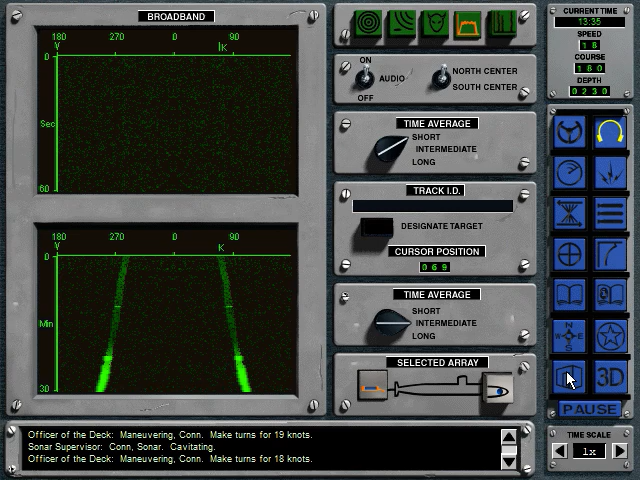 BROADBAND
180 270 0 90
V K
0
Sec
60
180 270 0 90
V K
0
Min
30
ON
AUDIO
OFF
NORTH CENTER
SOUTH CENTER
TIME AVERAGE
SHORT
INTERMEDIATE
LONG
TRACK I.D.
DESIGNATE TARGET
CURSOR POSITION
069
TIME AVERAGE
SHORT
INTERMEDIATE
LONG
SELECTED ARRAY
CURRENT TIME
13:35
SPEED
18
COURSE
180
DEPTH
0230
N
W E
S
3D
PAUSE
TIME SCALE
1x
Officer of the Deck: Maneuvering, Conn. Make turns for 19 knots.
Sonar Supervisor: Conn, Sonar. Cavitating.
Officer of the Deck: Maneuvering, Conn. Make turns for 18 knots.